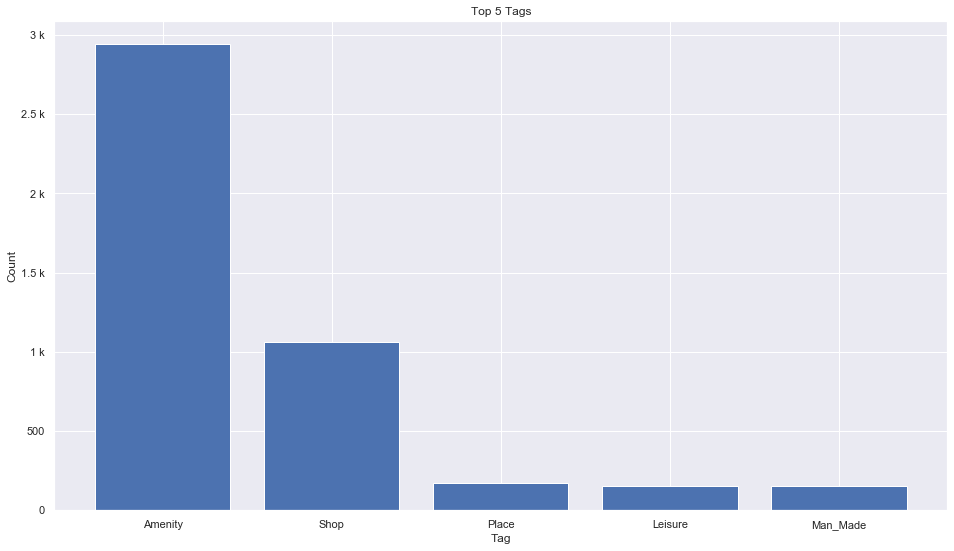 Top 5 Tags
3 k
2.5 k
2 k
1.5 k
1 k
500
0
Count
Amenity
Shop
Place
Leisure
Man_Made
Tag